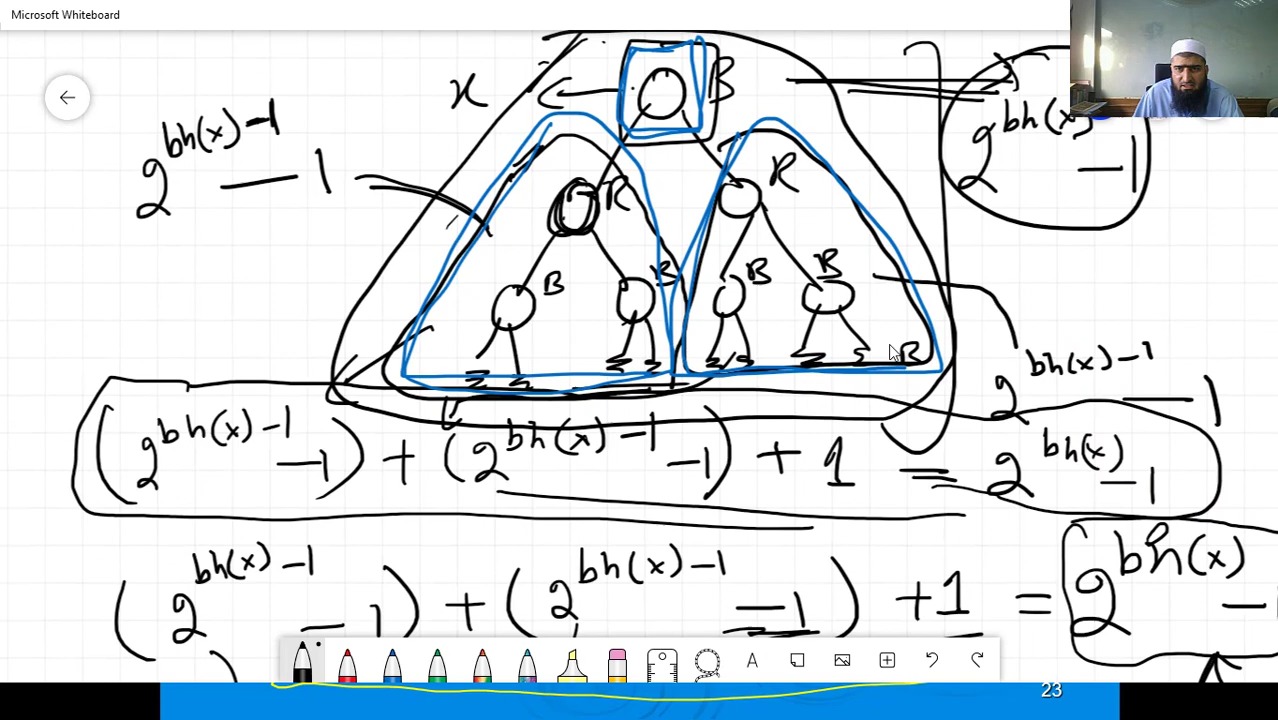 Microsoft Whiteboard
x B
2^{bh(x)-1} - 1
2^{bh(x)} - 1
R R
B B B B
R
2^{bh(x)-1} - 1
(2^{bh(x)-1} - 1) + (2^{bh(x)-1} - 1) + 1 = 2^{bh(x)} - 1
(2^{bh(x)-1} - 1) + (2^{bh(x)-1} - 1) + 1 = 2^{bh(x)} -
A
23